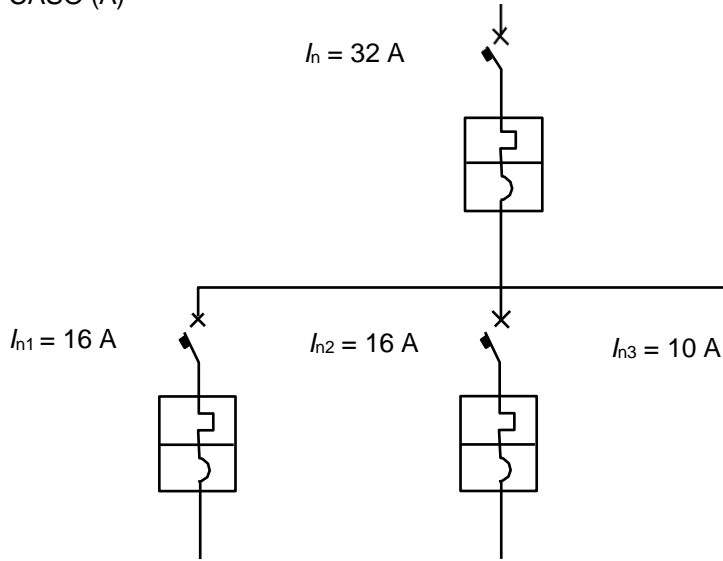 CASO (A)
In = 32 A
In1 = 16 A
In2 = 16 A
In3 = 10 A